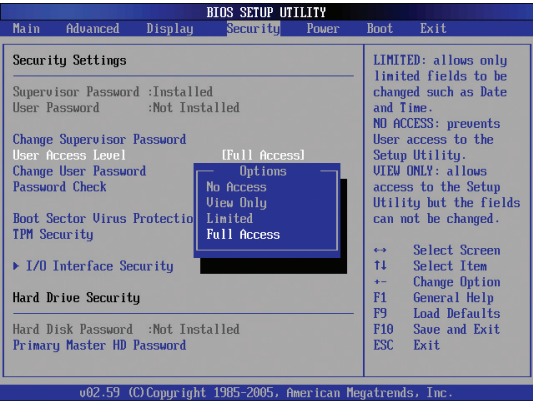 BIOS SETUP UTILITY
Main Advanced Display Security Power Boot Exit
Security Settings
Supervisor Password :Installed
User Password :Not Installed
Change Supervisor Password
User Access Level [Full Access]
Change User Password
Password Check
Boot Sector Virus Protectio
TPM Security
▶ I/O Interface Security
Hard Drive Security
Hard Disk Password :Not Installed
Primary Master HD Password
Options
No Access
View Only
Limited
Full Access
LIMITED: allows only
limited fields to be
changed such as Date
and Time.
NO ACCESS: prevents
User access to the
Setup Utility.
VIEW ONLY: allows
access to the Setup
Utility but the fields
can not be changed.
↔ Select Screen
↑↓ Select Item
+- Change Option
F1 General Help
F9 Load Defaults
F10 Save and Exit
ESC Exit
v02.59 (C)Copyright 1985-2005, American Megatrends, Inc.